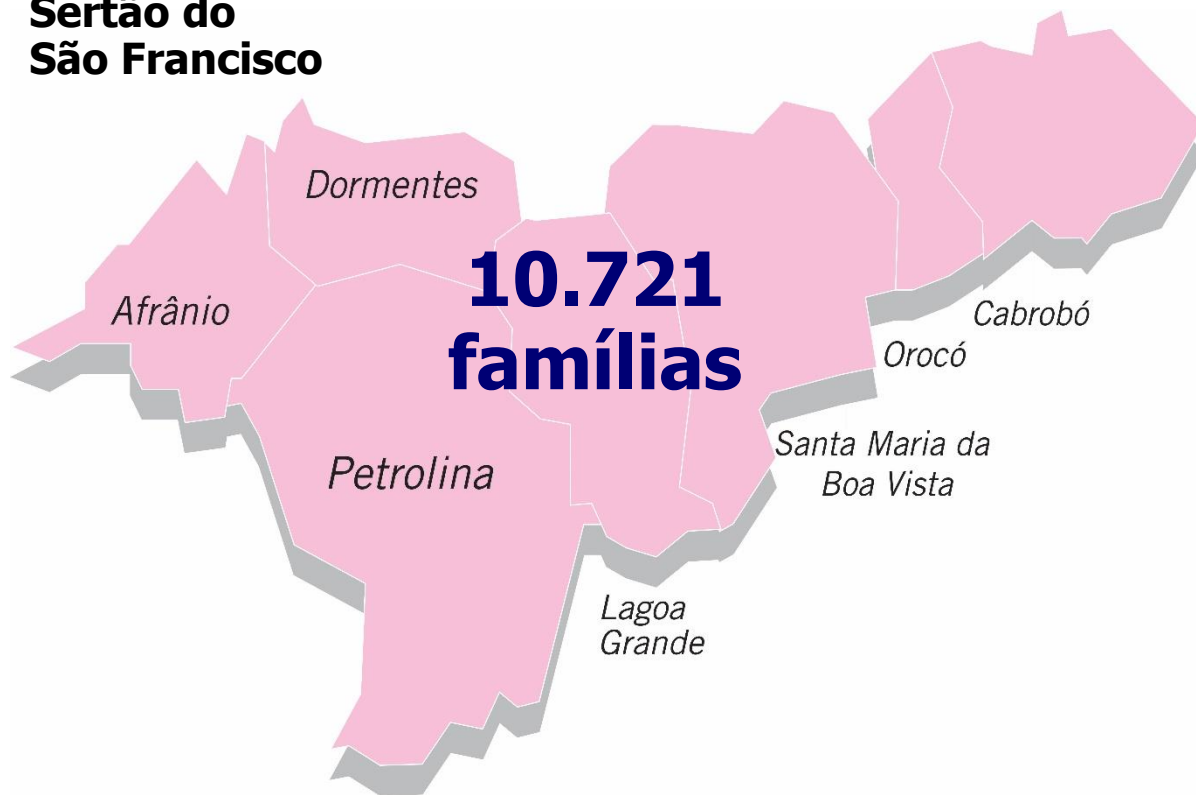 Sertão do
São Francisco
Dormentes
10.721
famílias
Afrânio
Cabrobó
Orocó
Petrolina
Santa Maria da
Boa Vista
Lagoa
Grande